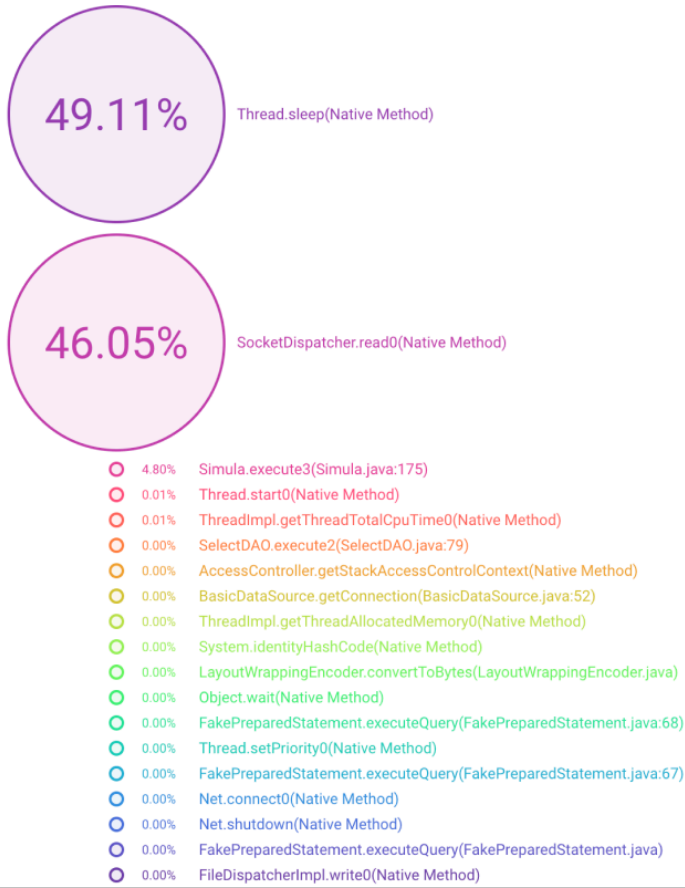 49.11% Thread.sleep(Native Method)
46.05% SocketDispatcher.read0(Native Method)
4.80% Simula.execute3(Simula.java:175)
0.01% Thread.start0(Native Method)
0.01% ThreadImpl.getThreadTotalCpuTime0(Native Method)
0.00% SelectDAO.execute2(SelectDAO.java:79)
0.00% AccessController.getStackAccessControlContext(Native Method)
0.00% BasicDataSource.getConnection(BasicDataSource.java:52)
0.00% ThreadImpl.getThreadAllocatedMemory0(Native Method)
0.00% System.identityHashCode(Native Method)
0.00% LayoutWrappingEncoder.convertToBytes(LayoutWrappingEncoder.java)
0.00% Object.wait(Native Method)
0.00% FakePreparedStatement.executeQuery(FakePreparedStatement.java:68)
0.00% Thread.setPriority0(Native Method)
0.00% FakePreparedStatement.executeQuery(FakePreparedStatement.java:67)
0.00% Net.connect0(Native Method)
0.00% Net.shutdown(Native Method)
0.00% FakePreparedStatement.executeQuery(FakePreparedStatement.java)
0.00% FileDispatcherImpl.write0(Native Method)